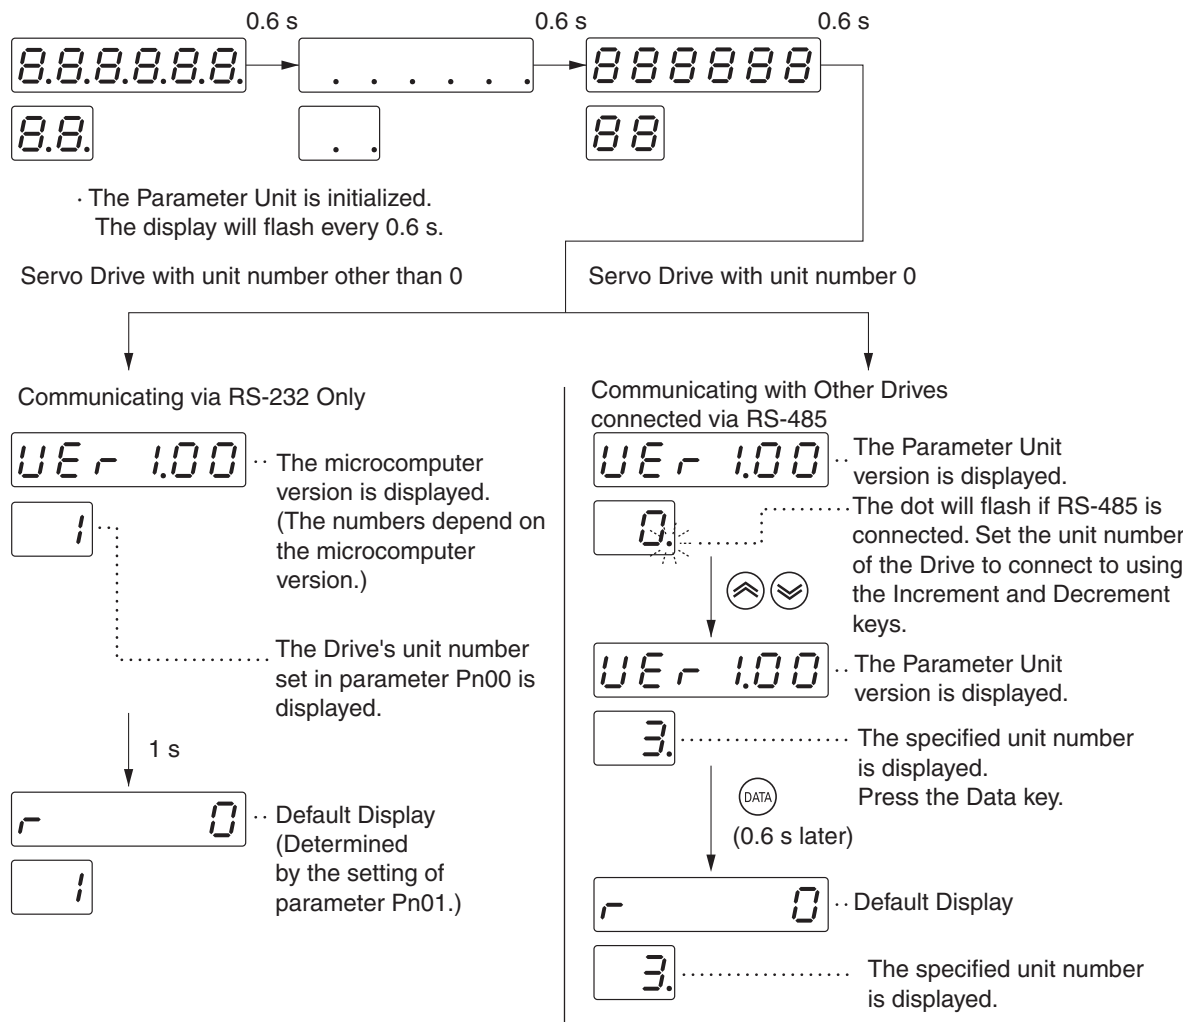 0.6 s
0.6 s
0.6 s
8.8.8.8.8.8.
. . . . . .
888888
8.8.
. .
88
· The Parameter Unit is initialized.
The display will flash every 0.6 s.
Servo Drive with unit number other than 0
Servo Drive with unit number 0
Communicating via RS-232 Only
UEr 1.00
The microcomputer
version is displayed.
(The numbers depend on
the microcomputer
version.)
1
The Drive's unit number
set in parameter Pn00 is
displayed.
1 s
r 0
Default Display
(Determined
by the setting of
parameter Pn01.)
1
Communicating with Other Drives
connected via RS-485
UEr 1.00
The Parameter Unit
version is displayed.
0.
The dot will flash if RS-485 is
connected. Set the unit number
of the Drive to connect to using
the Increment and Decrement
keys.
UEr 1.00
The Parameter Unit
version is displayed.
3.
The specified unit number
is displayed.
Press the Data key.
DATA
(0.6 s later)
r 0
Default Display
3.
The specified unit number
is displayed.